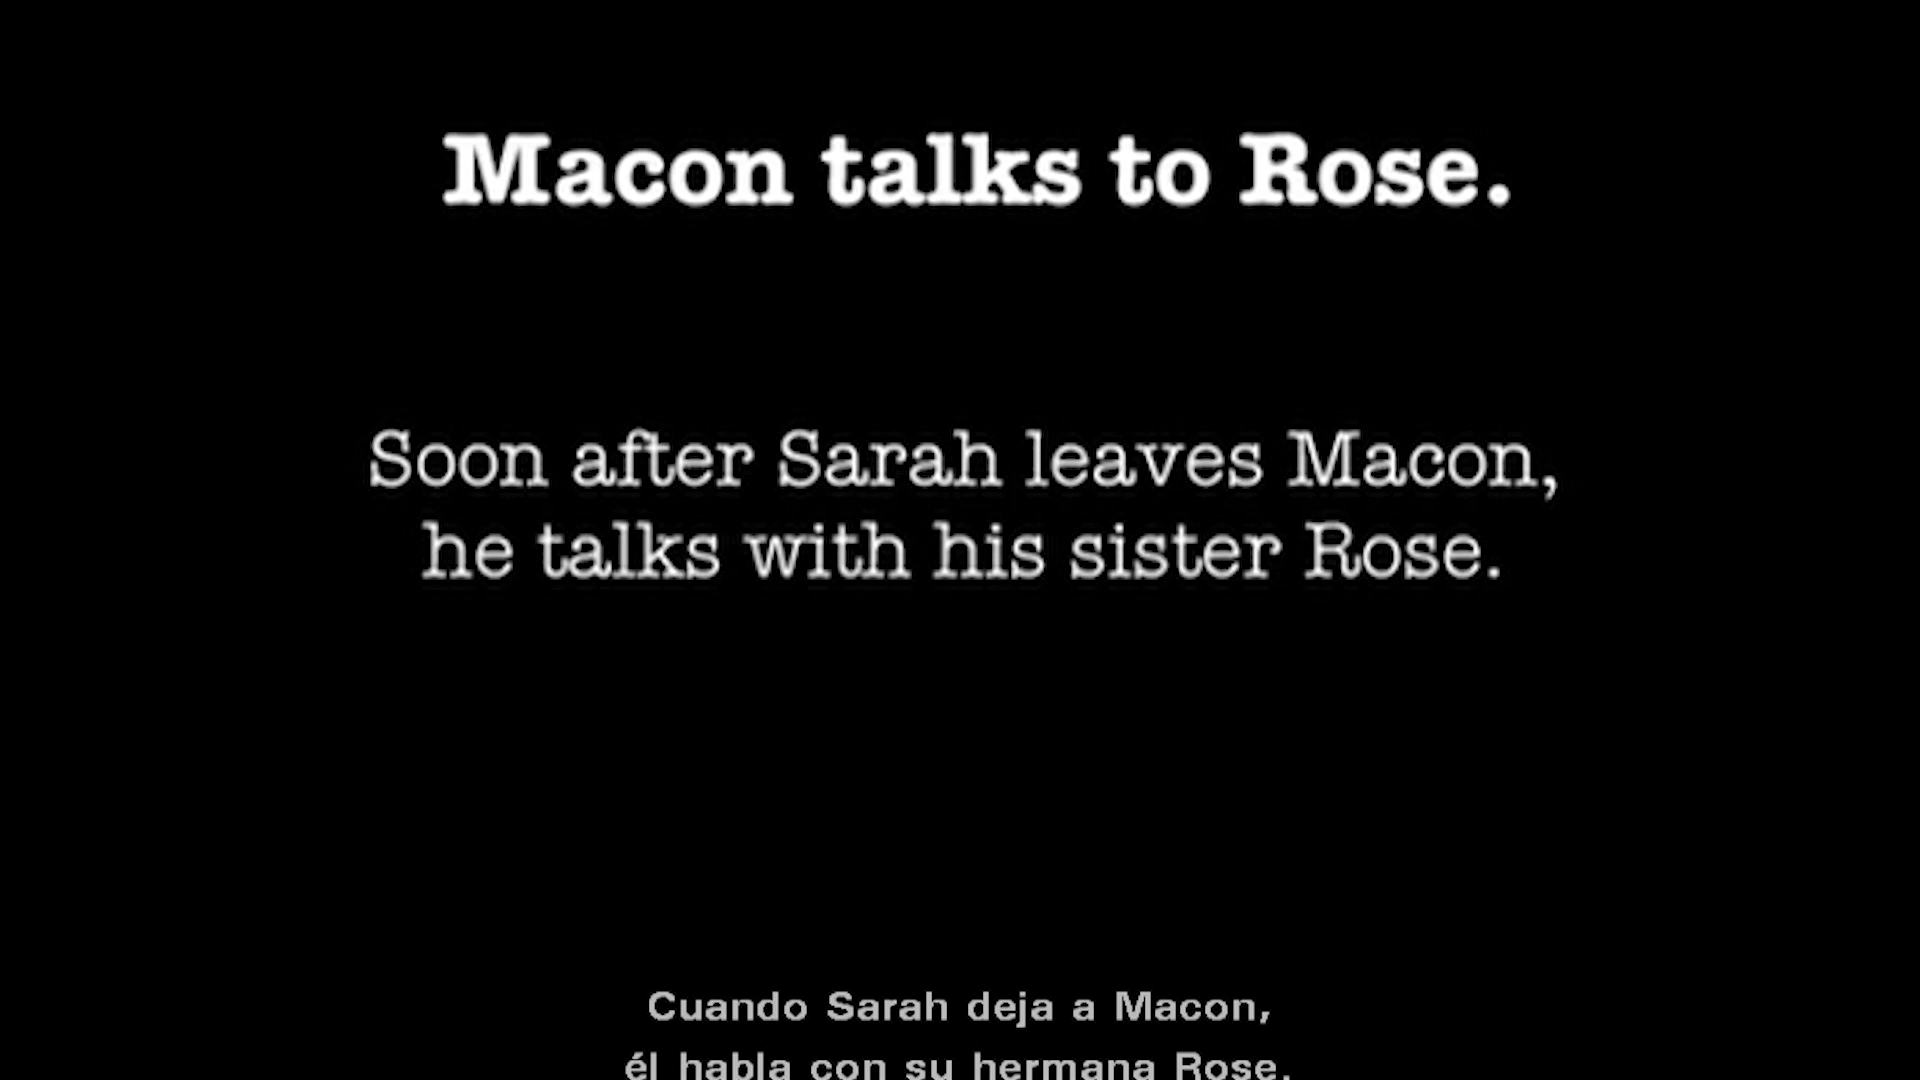 Macon talks to Rose.
Soon after Sarah leaves Macon,
he talks with his sister Rose.
Cuando Sarah deja a Macon,
él habla con su hermana Rose.